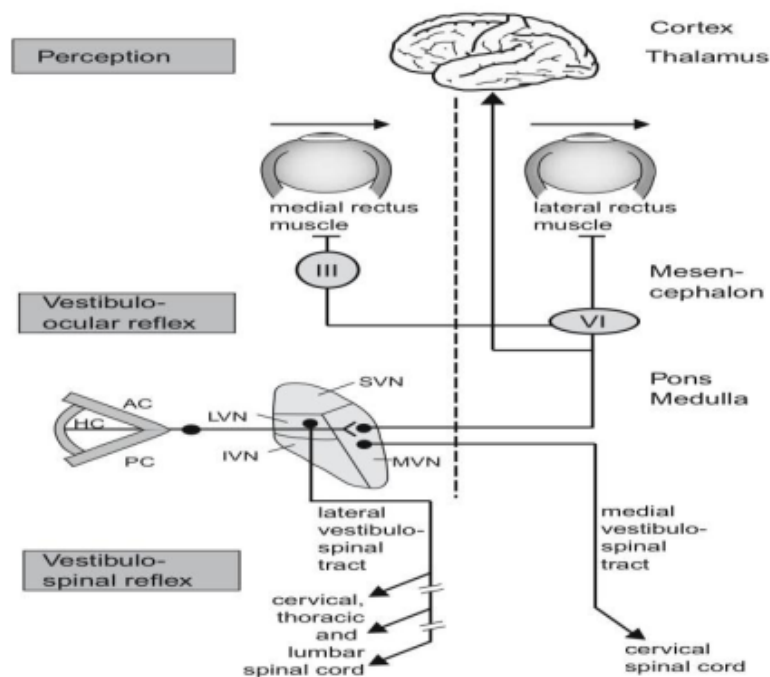 Cortex
Perception
Thalamus
medial rectus
muscle
lateral rectus
muscle
III
Mesen-
cephalon
Vestibulo-
ocular reflex
VI
SVN
Pons
Medulla
AC
LVN
HC
IVN
PC
MVN
lateral
vestibulo-
spinal
tract
medial
vestibulo-
spinal
tract
Vestibulo-
spinal reflex
cervical,
thoracic
and
lumbar
spinal cord
cervical
spinal cord